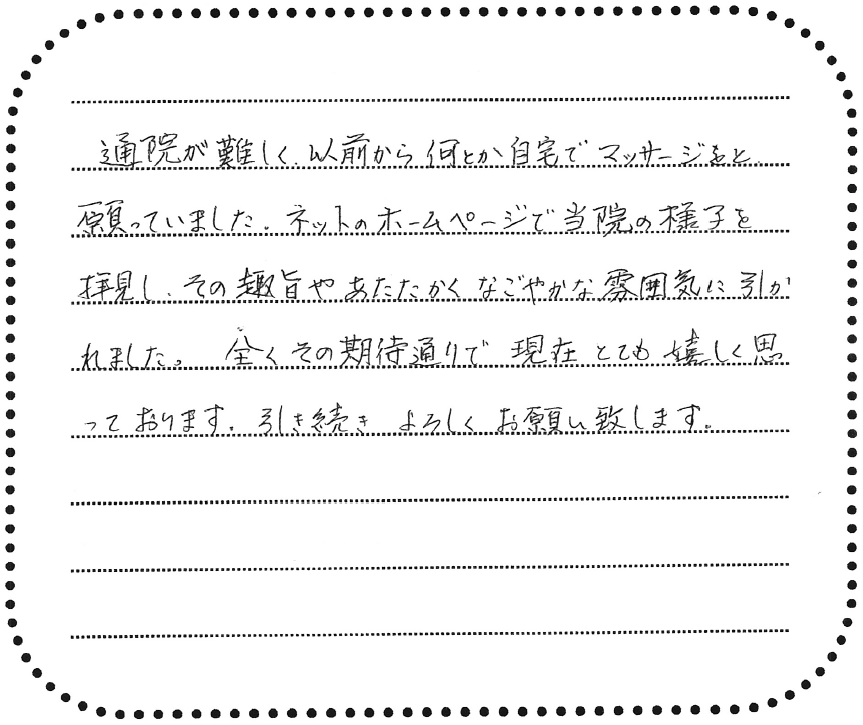 通院が難しく、以前から何とか自宅でマッサージをと、
願っていました。ネットのホームページで当院の様子を
拝見し、その趣旨やあたたかくなごやかな雰囲気に引か
れました。 全くその期待通りで 現在 とても 嬉しく思
っております。引き続き よろしく お願い致します。